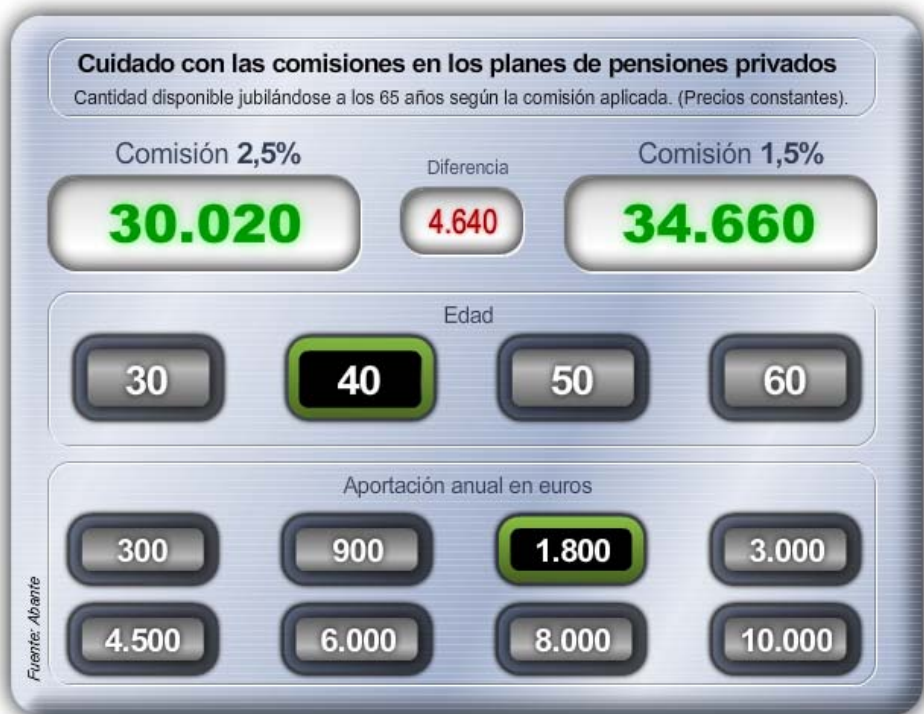 Cuidado con las comisiones en los planes de pensiones privados
Cantidad disponible jubilándose a los 65 años según la comisión aplicada. (Precios constantes).
Comisión 2,5%
Diferencia
Comisión 1,5%
30.020
4.640
34.660
Edad
30
40
50
60
Aportación anual en euros
300
900
1.800
3.000
4.500
6.000
8.000
10.000
Fuente: Abante